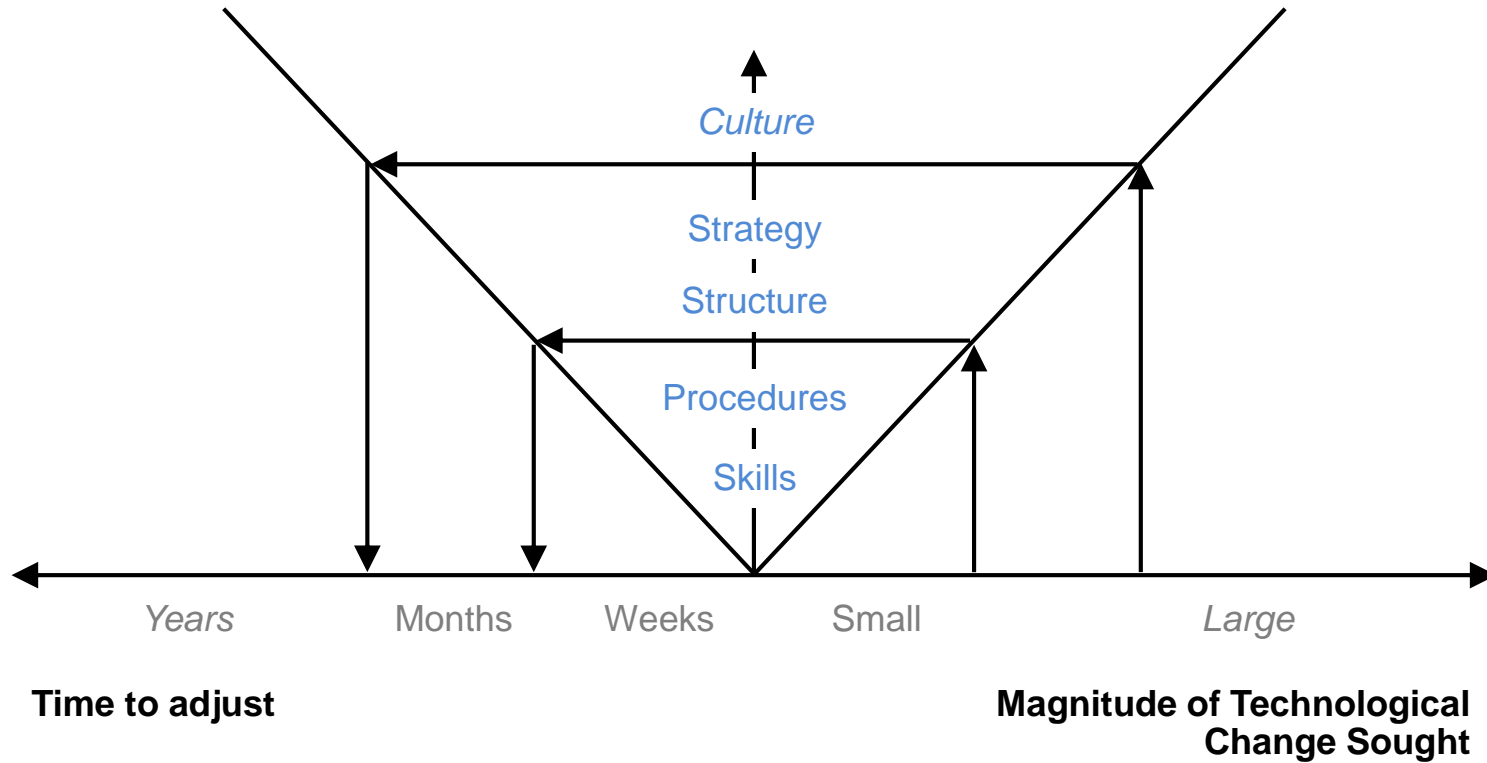 Culture
Strategy
Structure
Procedures
Skills
Years Months Weeks Small Large
Time to adjust
Magnitude of Technological
Change Sought